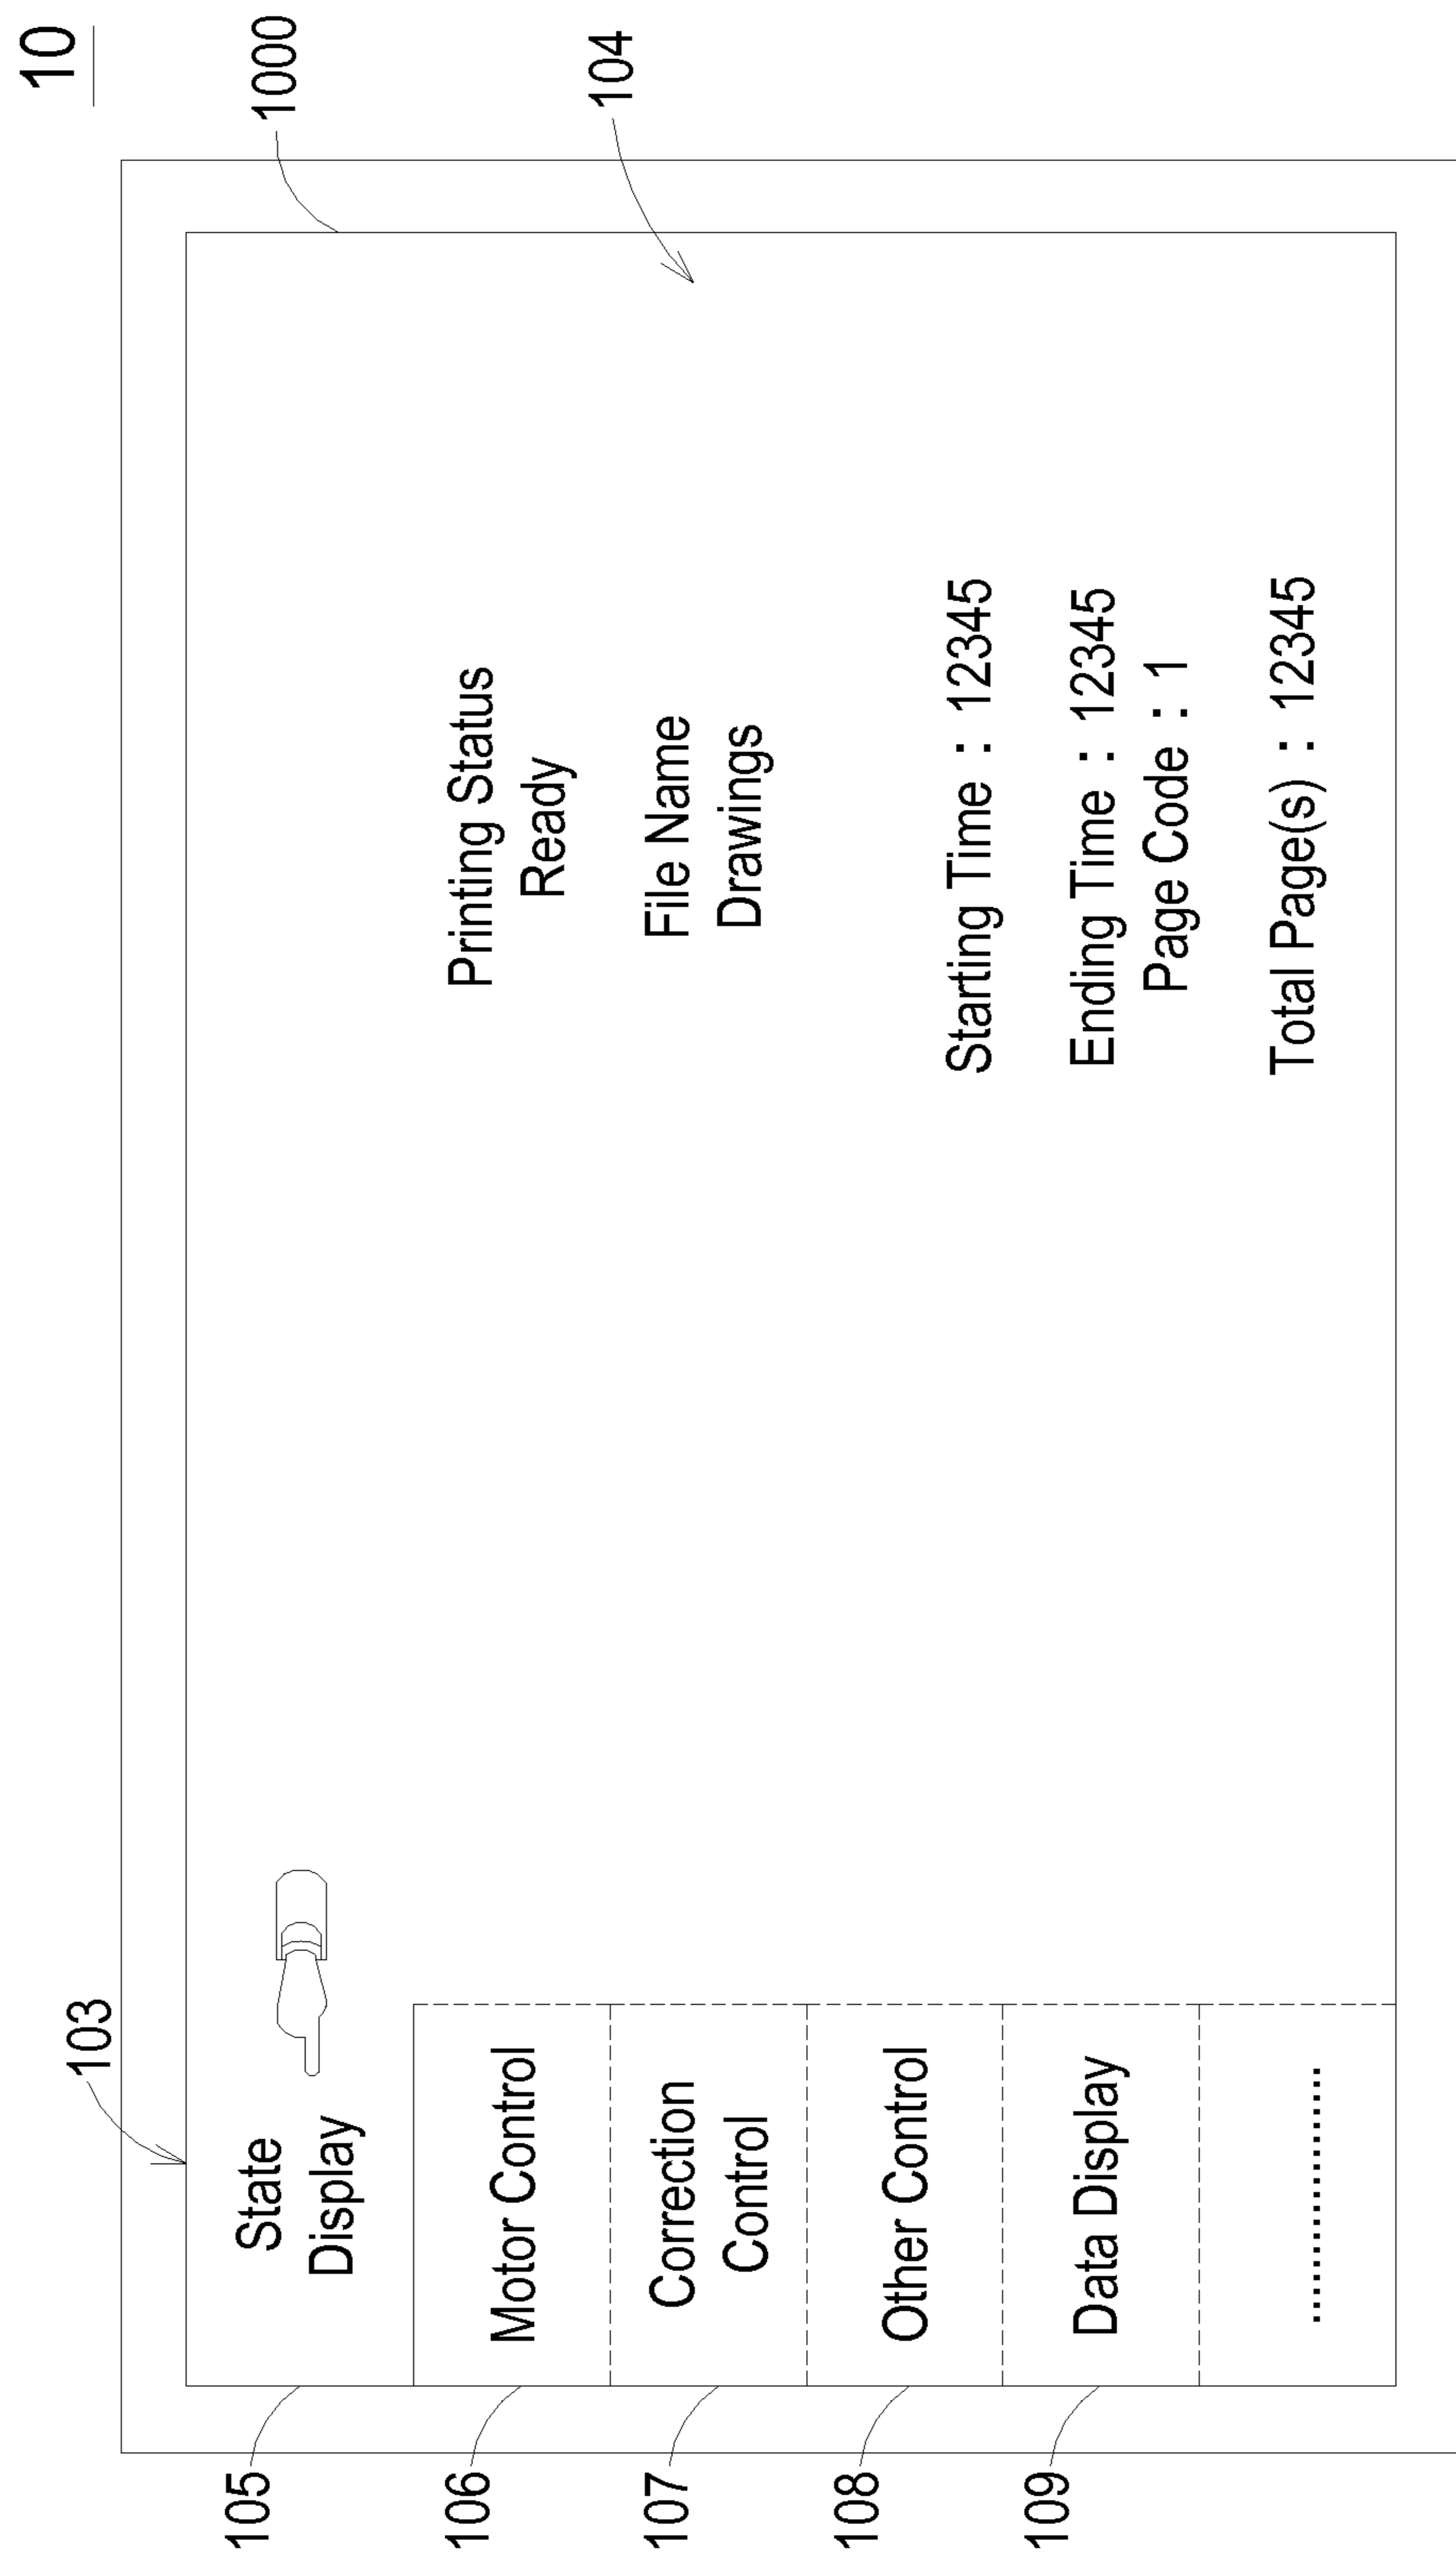 10
1000
104
103
105
State
Display
106
Motor Control
107
Correction
Control
108
Other Control
109
Data Display
....................
Printing Status
Ready
File Name
Drawings
Starting Time : 12345
Ending Time : 12345
Page Code : 1
Total Page(s) : 12345